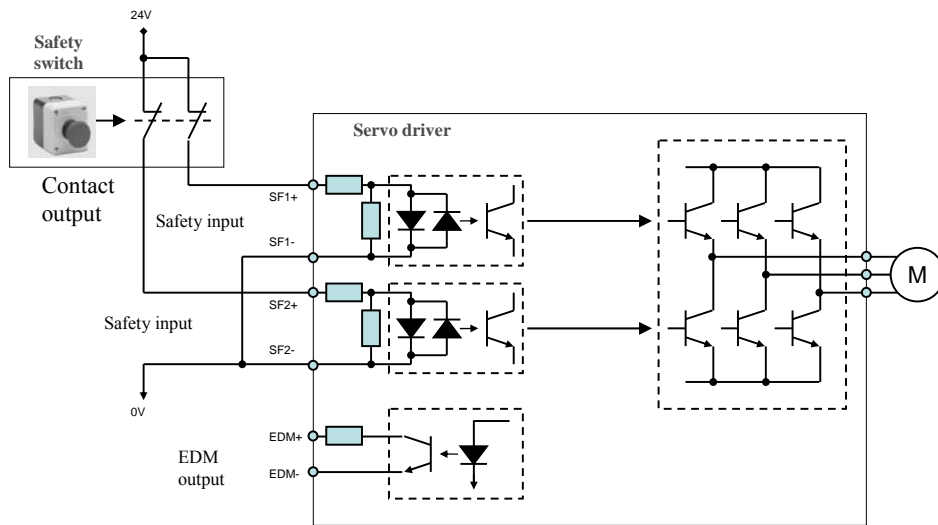 24V
Safety
switch
Servo driver
Contact
output
SF1+
Safety input
SF1-
M
SF2+
Safety input
SF2-
0V
EDM+
EDM
output
EDM-